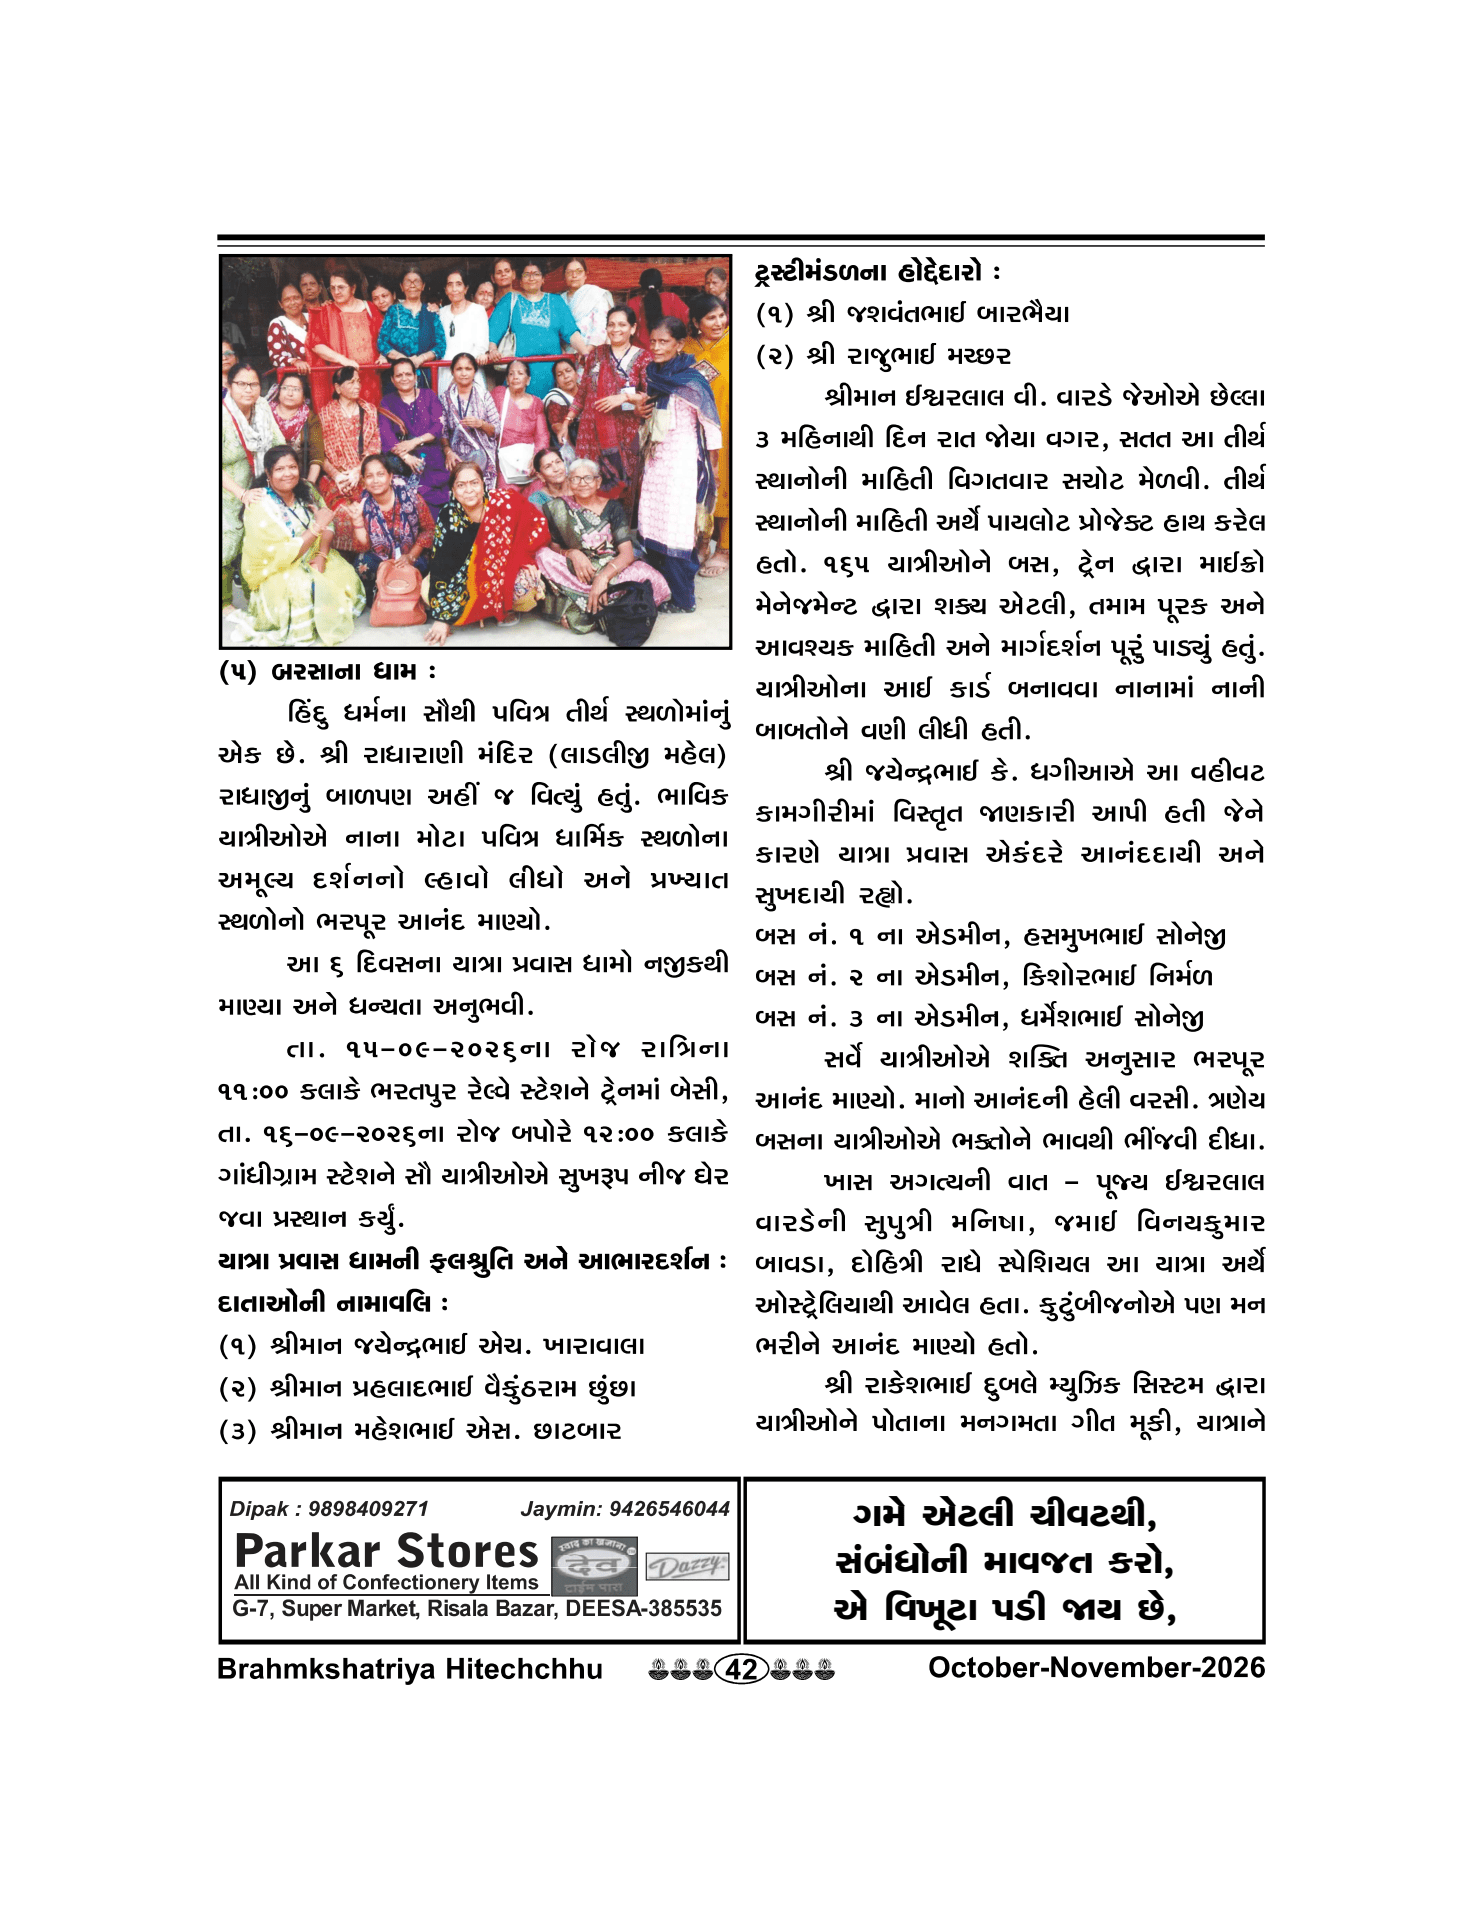 (૫) બરસાના ધામ :
હિંદુ ધર્મના સૌથી પવિત્ર તીર્થ સ્થળોમાંનું
એક છે. શ્રી રાધારાણી મંદિર (લાડલીજી મહેલ)
રાધાજીનું બાળપણ અહીં જ વિત્યું હતું. ભાવિક
યાત્રીઓએ નાના મોટા પવિત્ર ધાર્મિક સ્થળોના
અમૂલ્ય દર્શનનો લ્હાવો લીધો અને પ્રખ્યાત
સ્થળોનો ભરપૂર આનંદ માણ્યો.
આ ૬ દિવસના યાત્રા પ્રવાસ ધામો નજીકથી
માણ્યા અને ધન્યતા અનુભવી.
તા. ૧૫-૦૯-૨૦૨૬ના રોજ રાત્રિના
૧૧:૦૦ કલાકે ભરતપુર રેલ્વે સ્ટેશને ટ્રેનમાં બેસી,
તા. ૧૬-૦૯-૨૦૨૬ના રોજ બપોરે ૧૨:૦૦ કલાકે
ગાંધીગ્રામ સ્ટેશને સૌ યાત્રીઓએ સુખરૂપ નીજ ઘેર
જવા પ્રસ્થાન કર્યું.
યાત્રા પ્રવાસ ધામની ફલશ્રુતિ અને આભારદર્શન :
દાતાઓની નામાવલિ :
(૧) શ્રીમાન જયેન્દ્રભાઈ એચ. ખારાવાલા
(૨) શ્રીમાન પ્રહલાદભાઈ વૈકુંઠરામ છુંછા
(૩) શ્રીમાન મહેશભાઈ એસ. છાટબાર
ટ્રસ્ટીમંડળના હોદ્દેદારો :
(૧) શ્રી જશવંતભાઈ બારભૈયા
(૨) શ્રી રાજુભાઈ મચ્છર
શ્રીમાન ઈશ્વરલાલ વી. વારડે જેઓએ છેલ્લા
૩ મહિનાથી દિન રાત જોયા વગર, સતત આ તીર્થ
સ્થાનોની માહિતી વિગતવાર સચોટ મેળવી. તીર્થ
સ્થાનોની માહિતી અર્થે પાયલોટ પ્રોજેક્ટ હાથ કરેલ
હતો. ૧૬૫ યાત્રીઓને બસ, ટ્રેન દ્વારા માઈક્રો
મેનેજમેન્ટ દ્વારા શક્ય એટલી, તમામ પૂરક અને
આવશ્યક માહિતી અને માર્ગદર્શન પૂરું પાડ્યું હતું.
યાત્રીઓના આઈ કાર્ડ બનાવવા નાનામાં નાની
બાબતોને વણી લીધી હતી.
શ્રી જયેન્દ્રભાઈ કે. ધગીઆએ આ વહીવટ
કામગીરીમાં વિસ્તૃત જાણકારી આપી હતી જેને
કારણે યાત્રા પ્રવાસ એકંદરે આનંદદાયી અને
સુખદાયી રહ્યો.
બસ નં. ૧ ના એડમીન, હસમુખભાઈ સોનેજી
બસ નં. ૨ ના એડમીન, કિશોરભાઈ નિર્મળ
બસ નં. ૩ ના એડમીન, ધર્મેશભાઈ સોનેજી
સર્વે યાત્રીઓએ શક્તિ અનુસાર ભરપૂર
આનંદ માણ્યો. માનો આનંદની હેલી વરસી. ત્રણેય
બસના યાત્રીઓએ ભક્તોને ભાવથી ભીંજવી દીધા.
ખાસ અગત્યની વાત – પૂજ્ય ઈશ્વરલાલ
વારડેની સુપુત્રી મનિષા, જમાઈ વિનયકુમાર
બાવડા, દોહિત્રી રાધે સ્પેશિયલ આ યાત્રા અર્થે
ઓસ્ટ્રેલિયાથી આવેલ હતા. કુટુંબીજનોએ પણ મન
ભરીને આનંદ માણ્યો હતો.
શ્રી રાકેશભાઈ દુબલે મ્યુઝિક સિસ્ટમ દ્વારા
યાત્રીઓને પોતાના મનગમતા ગીત મૂકી, યાત્રાને
Dipak : 9898409271 Jaymin: 9426546044
Parkar Stores
स्वाद का खज़ाना
देव
टाईम पास
Dazzy
All Kind of Confectionery Items
G-7, Super Market, Risala Bazar, DEESA-385535
ગમે એટલી ચીવટથી,
સંબંધોની માવજત કરો,
એ વિખૂટા પડી જાય છે,
Brahmkshatriya Hitechchhu 42 October-November-2026